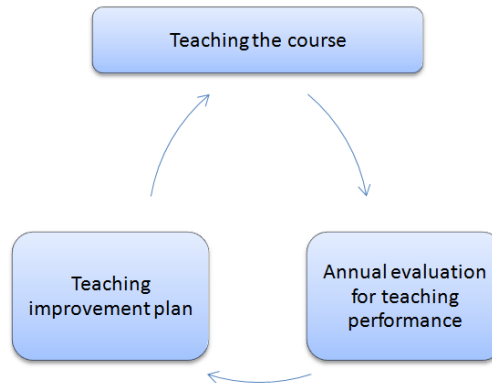 Teaching the course
Teaching
improvement plan
Annual evaluation
for teaching
performance